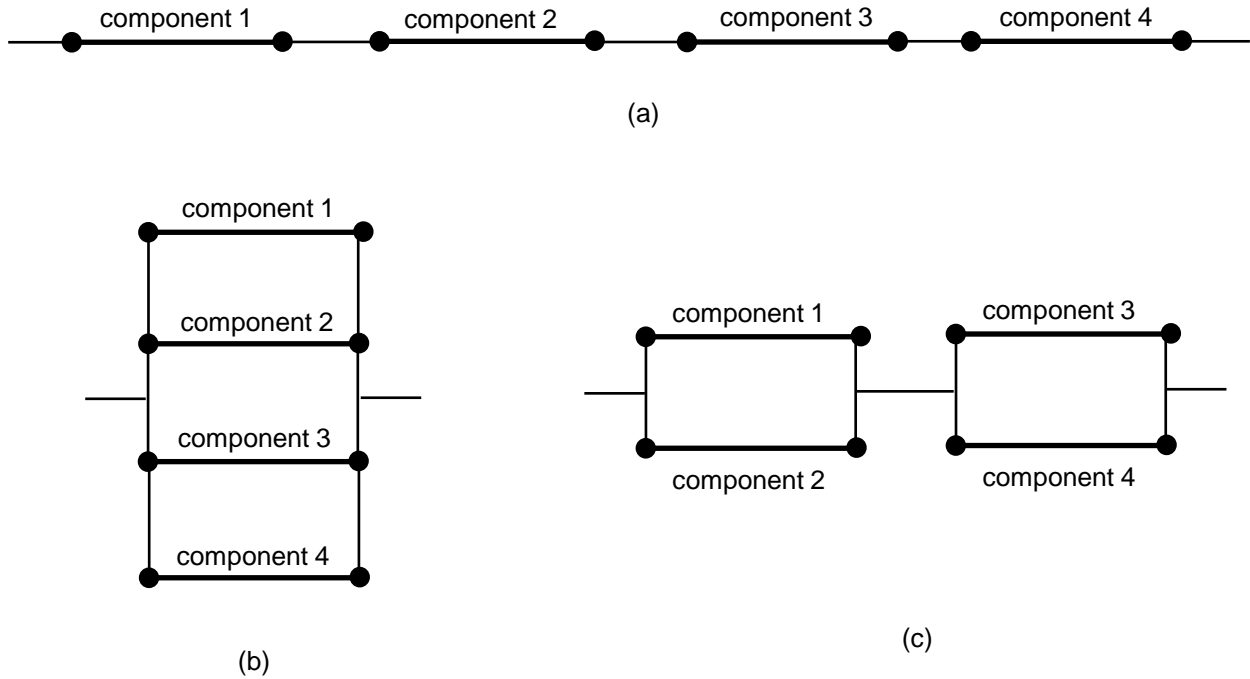 component 1
component 2
component 3
component 4
(a)
component 1
component 2
component 3
component 4
(b)
component 1
component 2
component 3
component 4
(c)